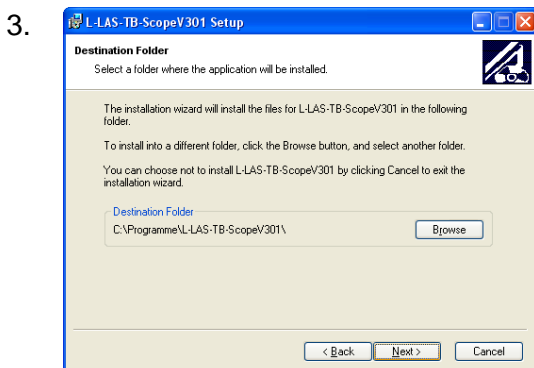 3.
L-LAS-TB-ScopeV301 Setup
Destination Folder
Select a folder where the application will be installed.
The installation wizard will install the files for L-LAS-TB-ScopeV301 in the following
folder.
To install into a different folder, click the Browse button, and select another folder.
You can choose not to install L-LAS-TB-ScopeV301 by clicking Cancel to exit the
installation wizard.
Destination Folder
C:\Programme\L-LAS-TB-ScopeV301\
Browse
< Back
Next >
Cancel